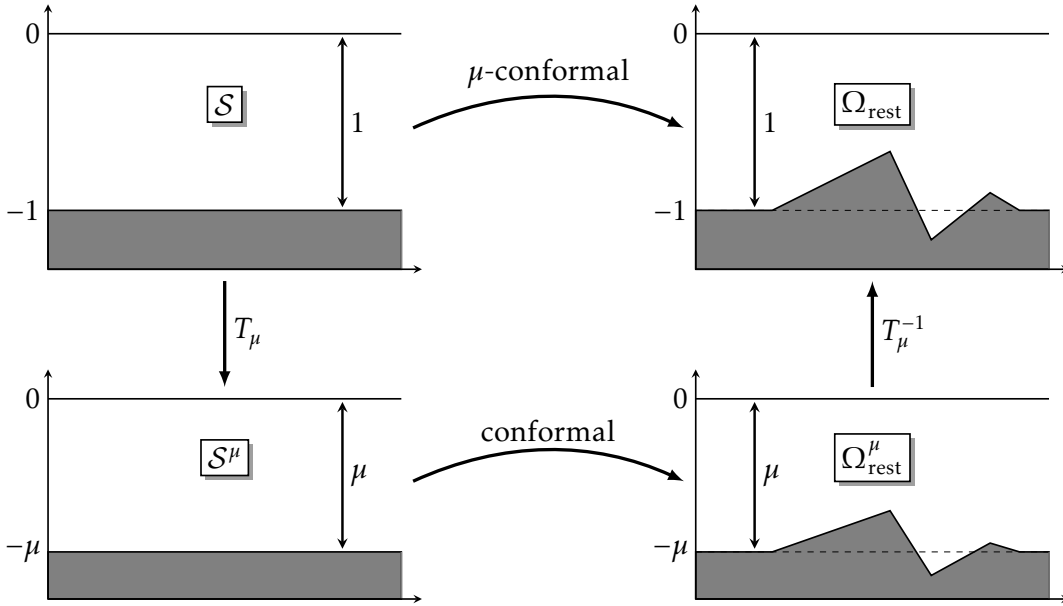 0
𝒮
1
−1
μ-conformal
0
Ω_rest
1
−1
T_μ
T_μ^{−1}
0
𝒮^μ
μ
−μ
conformal
0
Ω_rest^μ
μ
−μ